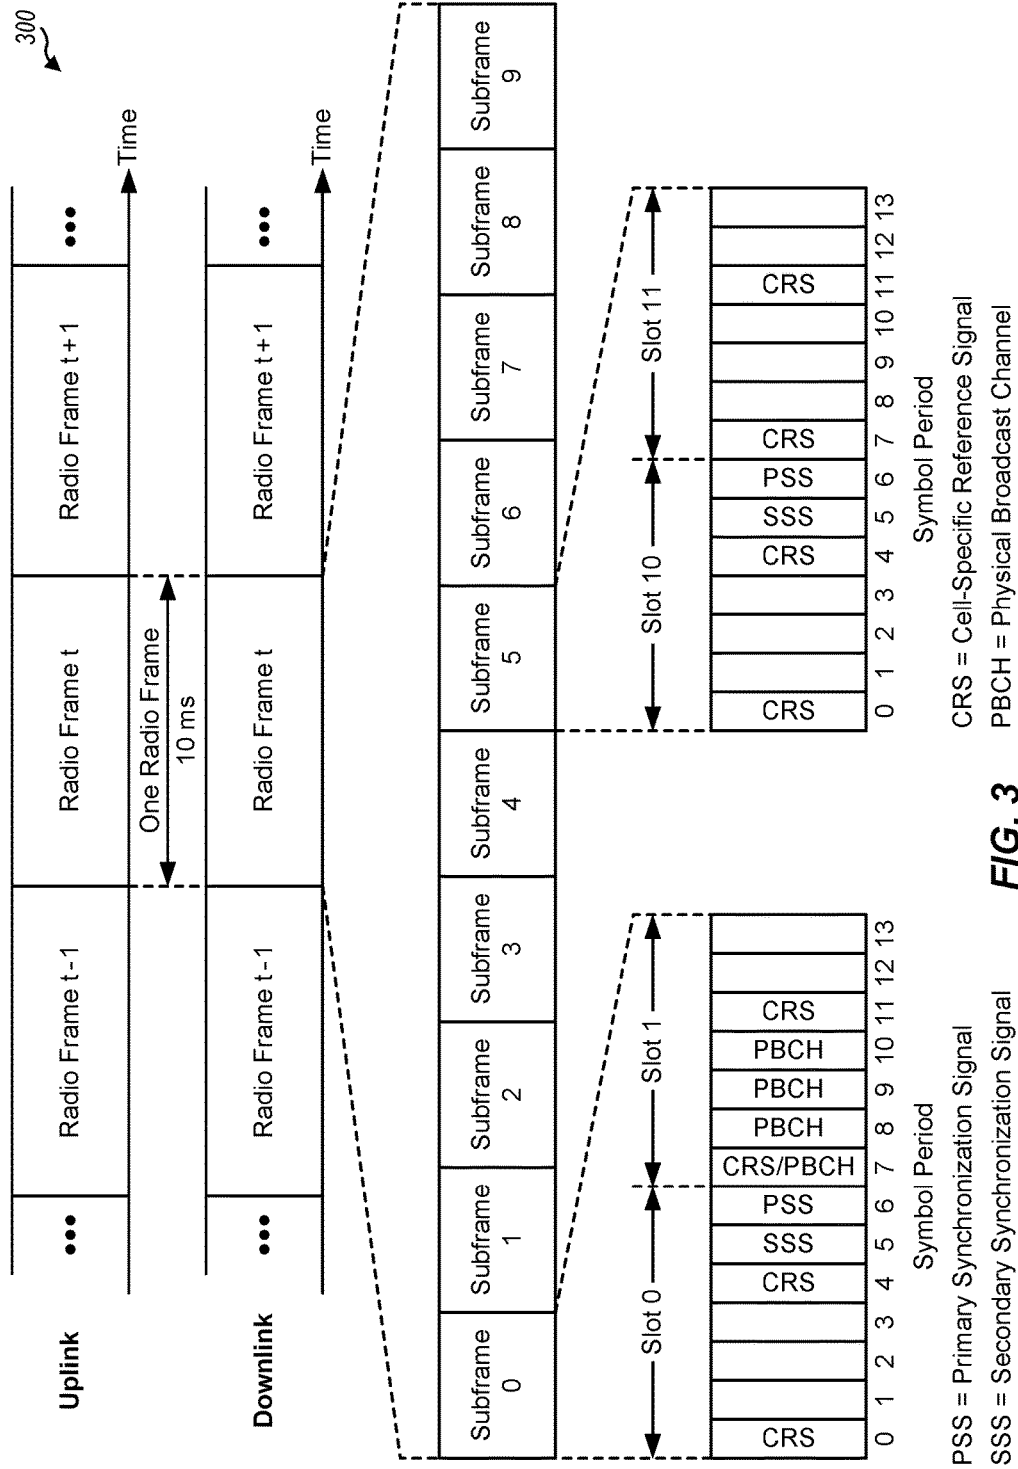 300
Uplink
••• Radio Frame t - 1 Radio Frame t Radio Frame t + 1 •••
Time
One Radio Frame
10 ms
Downlink
••• Radio Frame t - 1 Radio Frame t Radio Frame t + 1 •••
Time
Subframe 0 Subframe 1 Subframe 2 Subframe 3 Subframe 4 Subframe 5 Subframe 6 Subframe 7 Subframe 8 Subframe 9
Slot 0 Slot 1 Slot 10 Slot 11
CRS CRS SSS PSS CRS/PBCH PBCH PBCH PBCH CRS
0 1 2 3 4 5 6 7 8 9 10 11 12 13
Symbol Period
CRS CRS SSS PSS CRS CRS
0 1 2 3 4 5 6 7 8 9 10 11 12 13
Symbol Period
PSS = Primary Synchronization Signal
SSS = Secondary Synchronization Signal
CRS = Cell-Specific Reference Signal
PBCH = Physical Broadcast Channel
FIG. 3